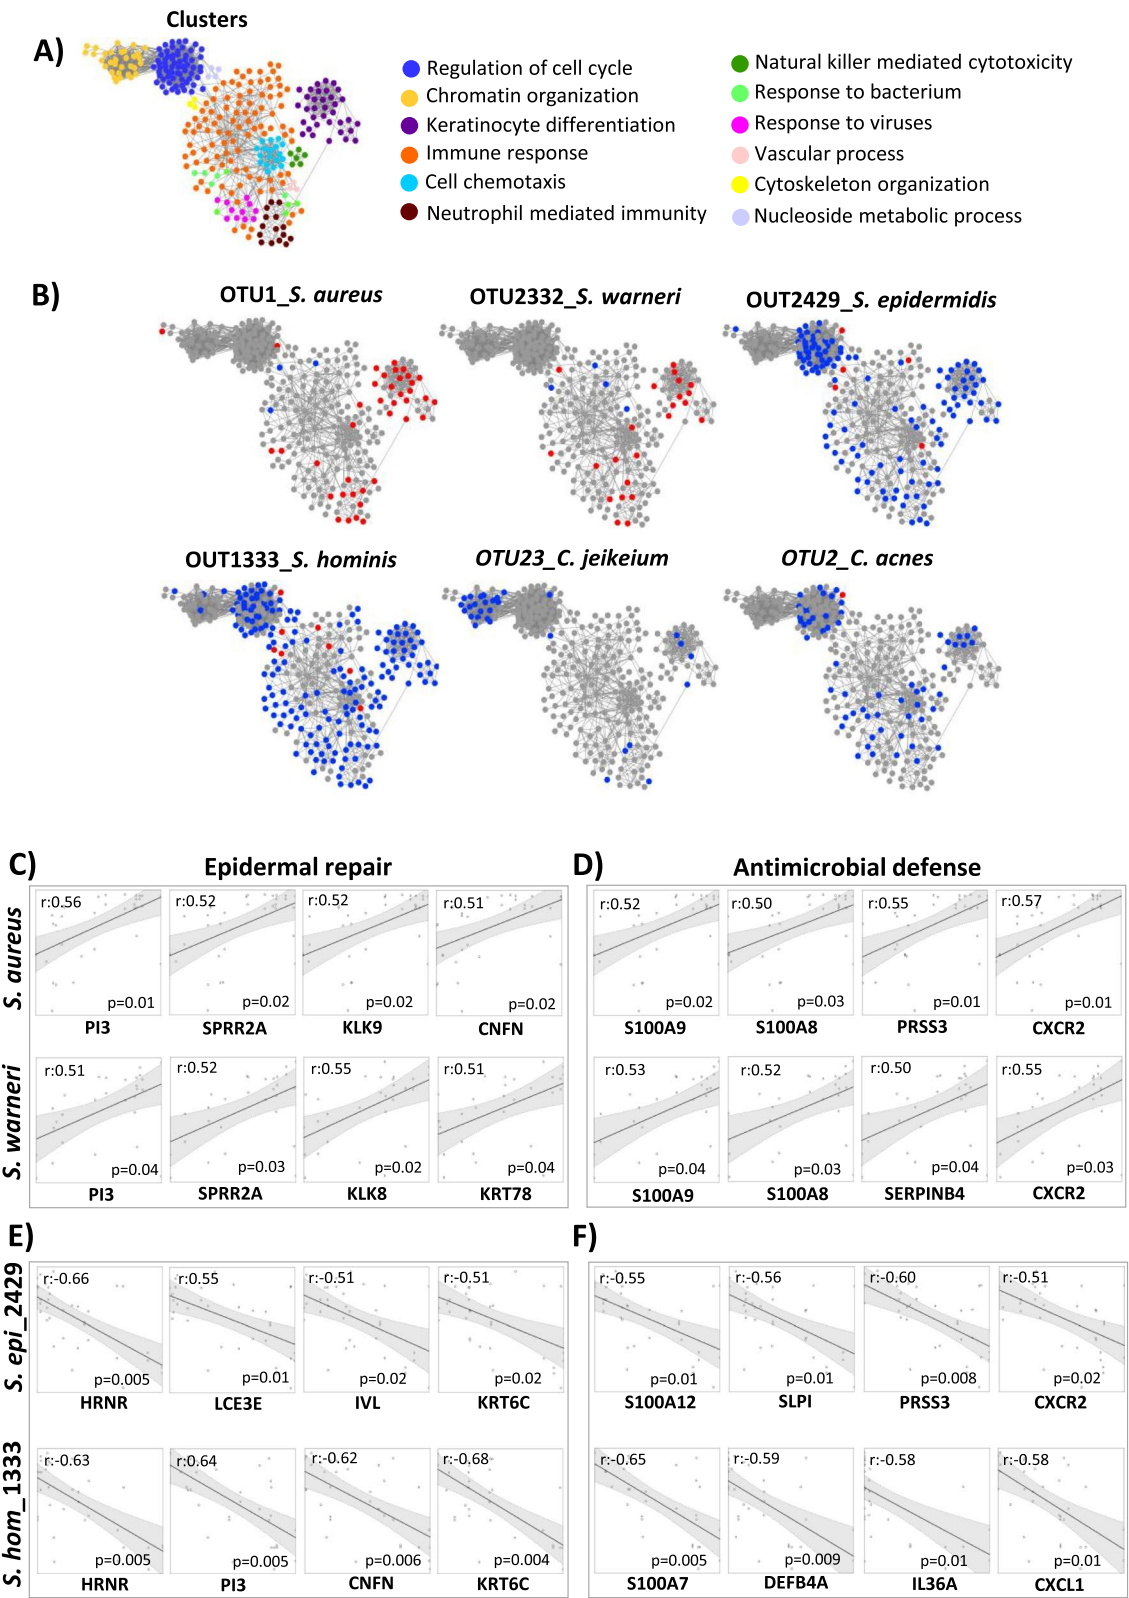 Clusters
A)
Regulation of cell cycle
Chromatin organization
Keratinocyte differentiation
Immune response
Cell chemotaxis
Neutrophil mediated immunity
Natural killer mediated cytotoxicity
Response to bacterium
Response to viruses
Vascular process
Cytoskeleton organization
Nucleoside metabolic process
B)
OTU1_S. aureus
OTU2332_S. warneri
OUT2429_S. epidermidis
OUT1333_S. hominis
OTU23_C. jeikeium
OTU2_C. acnes
C)
Epidermal repair
S. aureus
r:0.56
r:0.52
r:0.52
r:0.51
p=0.01
p=0.02
p=0.02
p=0.02
PI3
SPRR2A
KLK9
CNFN
S. warneri
r:0.51
r:0.52
r:0.55
r:0.51
p=0.04
p=0.03
p=0.02
p=0.04
PI3
SPRR2A
KLK8
KRT78
D)
Antimicrobial defense
r:0.52
r:0.50
r:0.55
r:0.57
p=0.02
p=0.03
p=0.01
p=0.01
S100A9
S100A8
PRSS3
CXCR2
r:0.53
r:0.52
r:0.50
r:0.55
p=0.04
p=0.03
p=0.04
p=0.03
S100A9
S100A8
SERPINB4
CXCR2
E)
S. epi_2429
r:-0.66
r:0.55
r:-0.51
r:-0.51
p=0.005
p=0.01
p=0.02
p=0.02
HRNR
LCE3E
IVL
KRT6C
S. hom_1333
r:-0.63
r:0.64
r:-0.62
r:-0.68
p=0.005
p=0.005
p=0.006
p=0.004
HRNR
PI3
CNFN
KRT6C
F)
r:-0.55
r:-0.56
r:-0.60
r:-0.51
p=0.01
p=0.01
p=0.008
p=0.02
S100A12
SLPI
PRSS3
CXCR2
r:-0.65
r:-0.59
r:-0.58
r:-0.58
p=0.005
p=0.009
p=0.01
p=0.01
S100A7
DEFB4A
IL36A
CXCL1